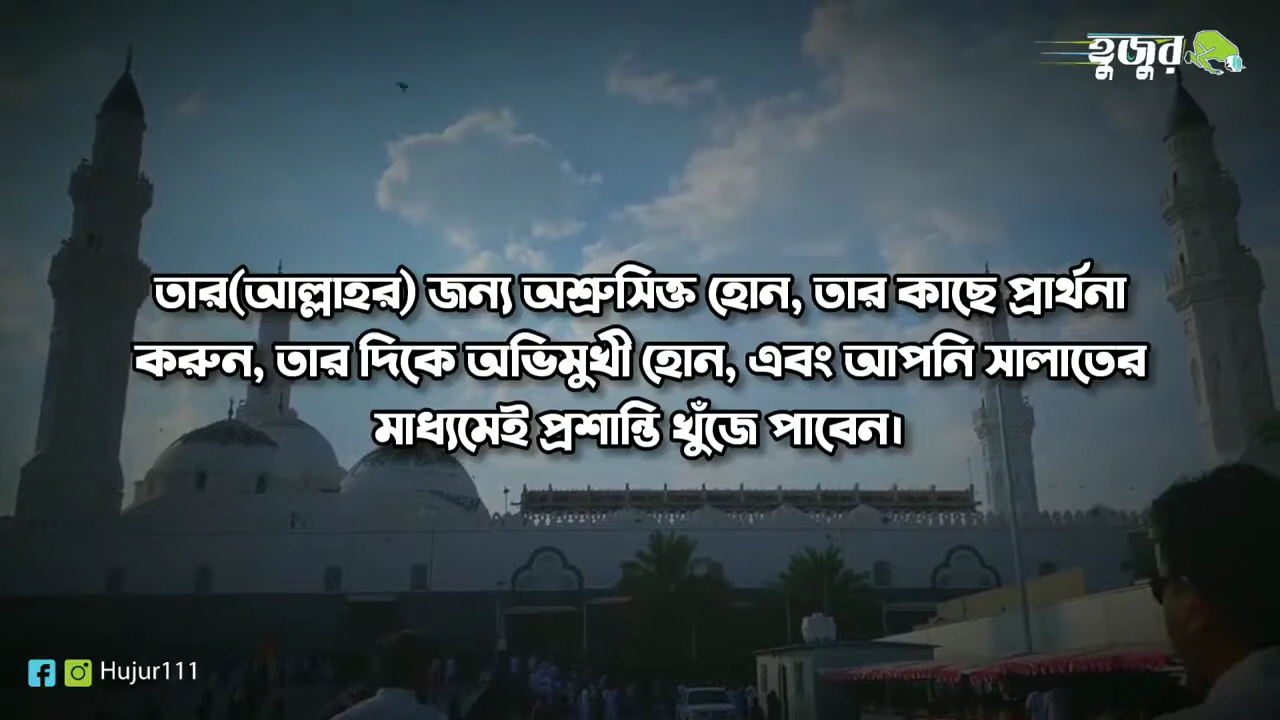 হুজুর
তার(আল্লাহর) জন্য অশ্রুসিক্ত হোন, তার কাছে প্রার্থনা
করুন, তার দিকে অভিমুখী হোন, এবং আপনি সালাতের
মাধ্যমেই প্রশান্তি খুঁজে পাবেন।
Hujur111